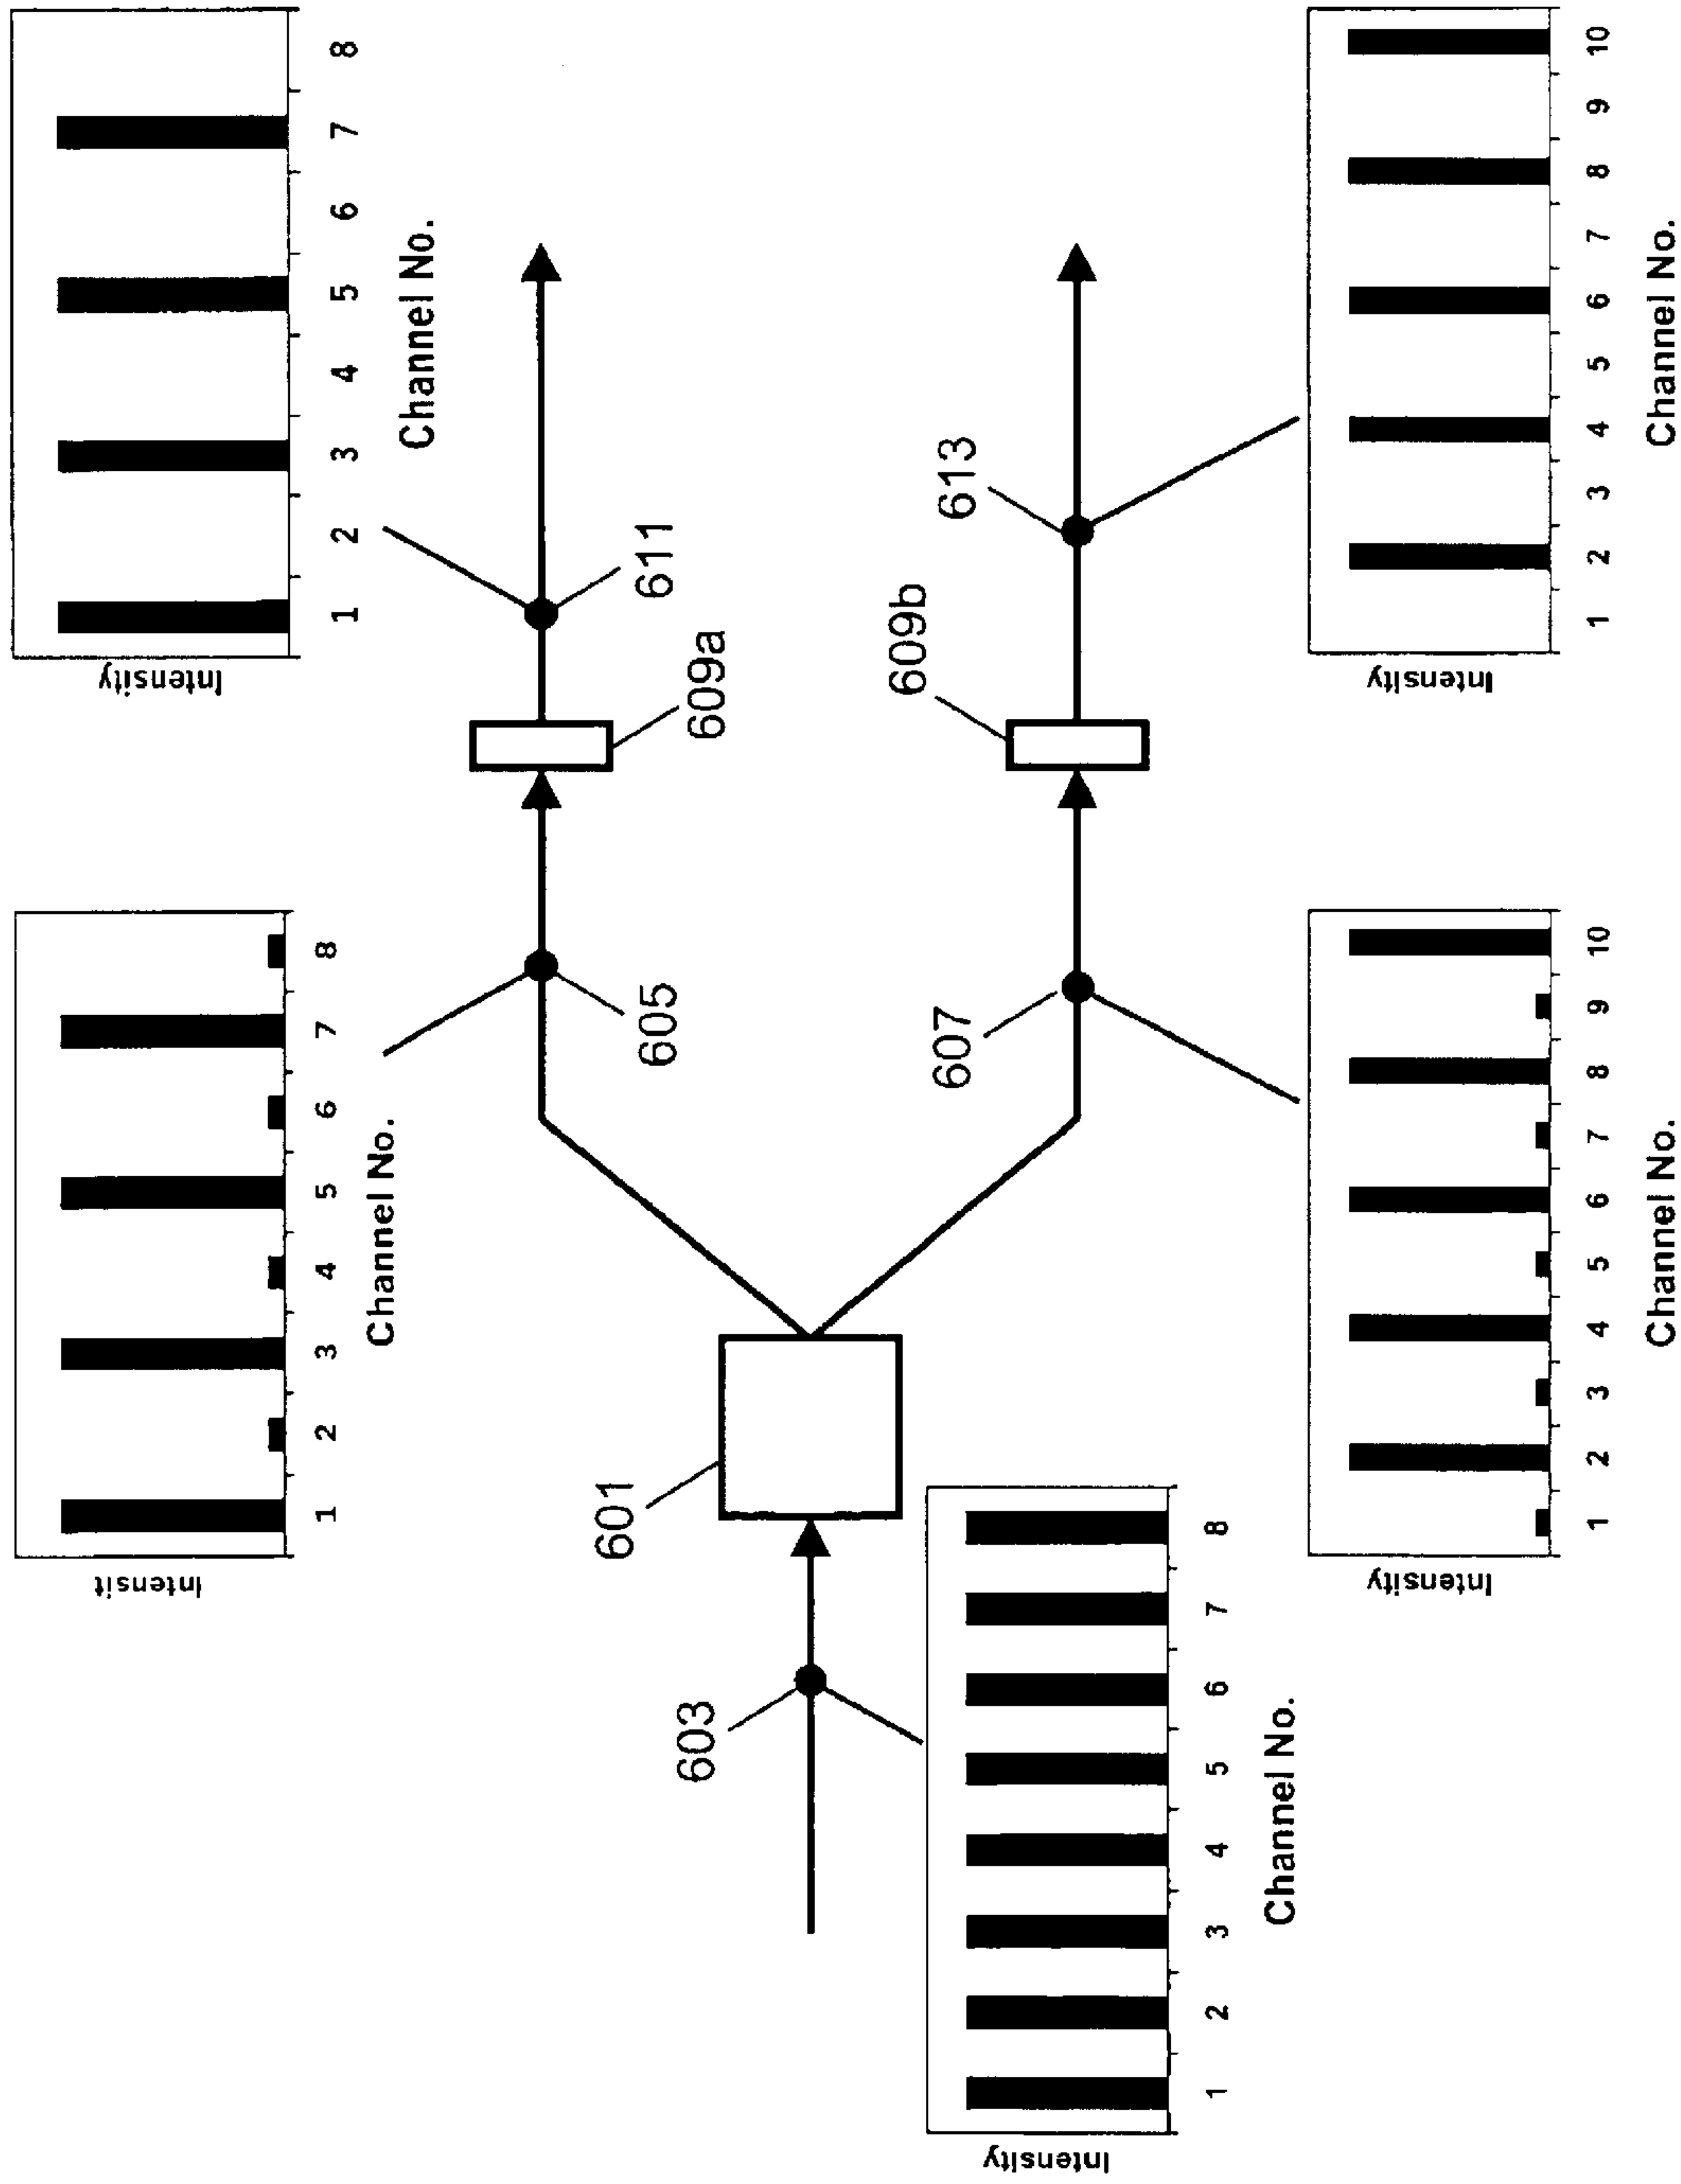 Intensity
1 2 3 4 5 6 7 8
Channel No.
603
601
Intensit
1 2 3 4 5 6 7 8
Channel No.
605
609a
611
Intensity
1 2 3 4 5 6 7 8
Channel No.
607
Intensity
1 2 3 4 5 6 7 8 9 10
Channel No.
609b
613
Intensity
1 2 3 4 5 6 7 8 9 10
Channel No.